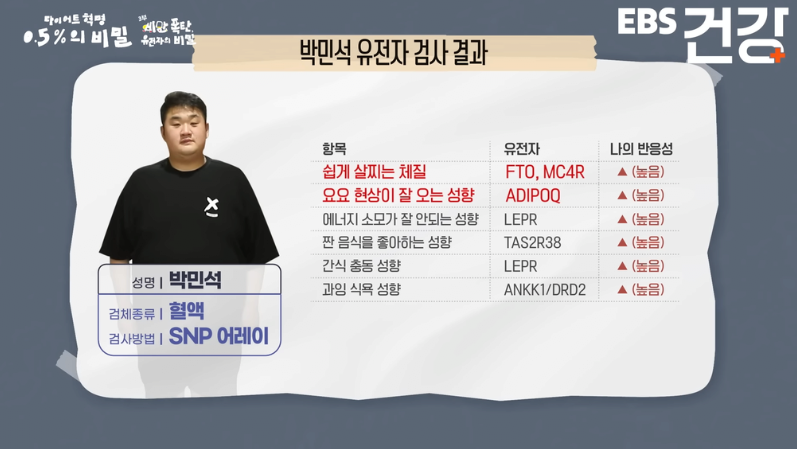 다이어트 혁명
0.5%의 비밀
3부
비만 폭탄,
유전자의 비밀
EBS 건강
박민석 유전자 검사 결과
항목 유전자 나의 반응성
쉽게 살찌는 체질 FTO, MC4R ▲ (높음)
요요 현상이 잘 오는 성향 ADIPOQ ▲ (높음)
에너지 소모가 잘 안되는 성향 LEPR ▲ (높음)
짠 음식을 좋아하는 성향 TAS2R38 ▲ (높음)
간식 충동 성향 LEPR ▲ (높음)
과잉 식욕 성향 ANKK1/DRD2 ▲ (높음)
성명 | 박민석
검체종류 | 혈액
검사방법 | SNP 어레이